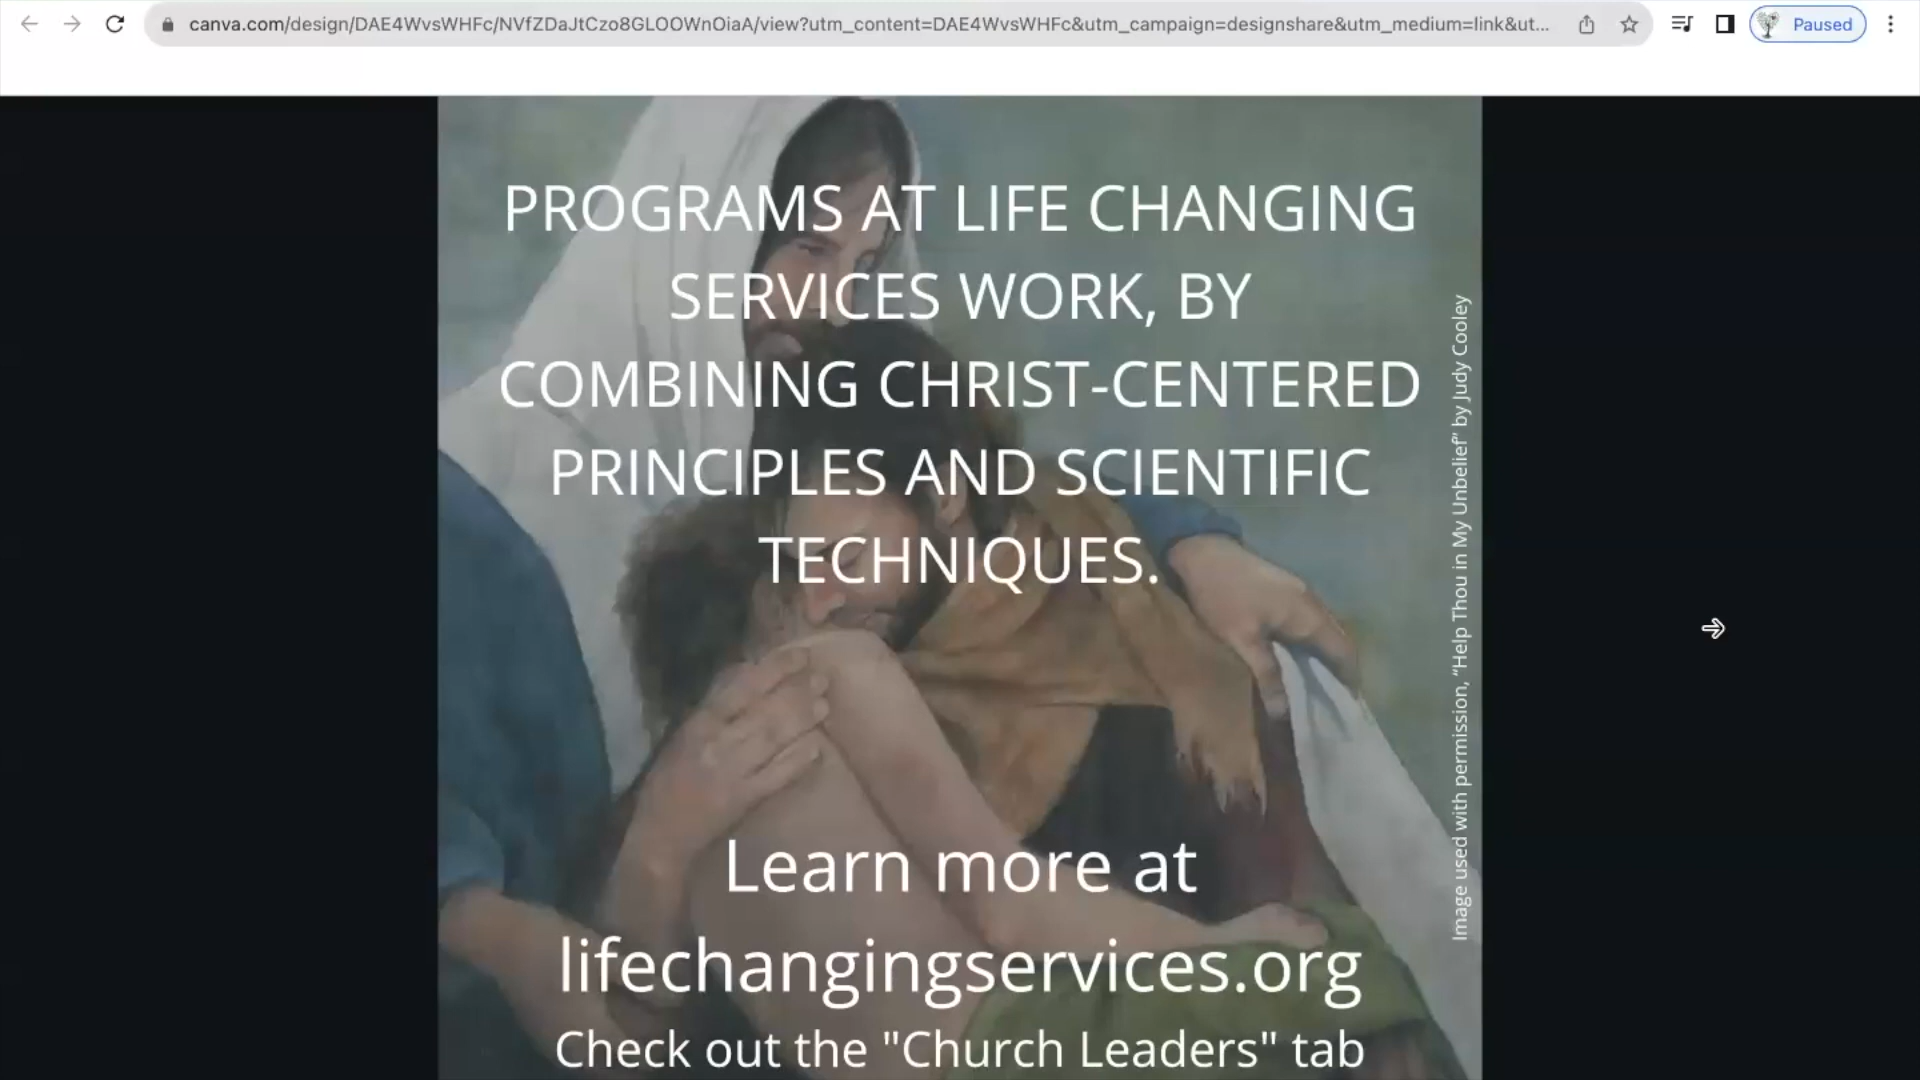 canva.com/design/DAE4WvsWHFc/NVfZDaJtCzo8GLOOWnOiaA/view?utm_content=DAE4WvsWHFc&utm_campaign=designshare&utm_medium=link&ut...
Paused
PROGRAMS AT LIFE CHANGING
SERVICES WORK, BY
COMBINING CHRIST-CENTERED
PRINCIPLES AND SCIENTIFIC
TECHNIQUES.
Image used with permission, "Help Thou in My Unbelief" by Judy Cooley
Learn more at
lifechangingservices.org
Check out the "Church Leaders" tab